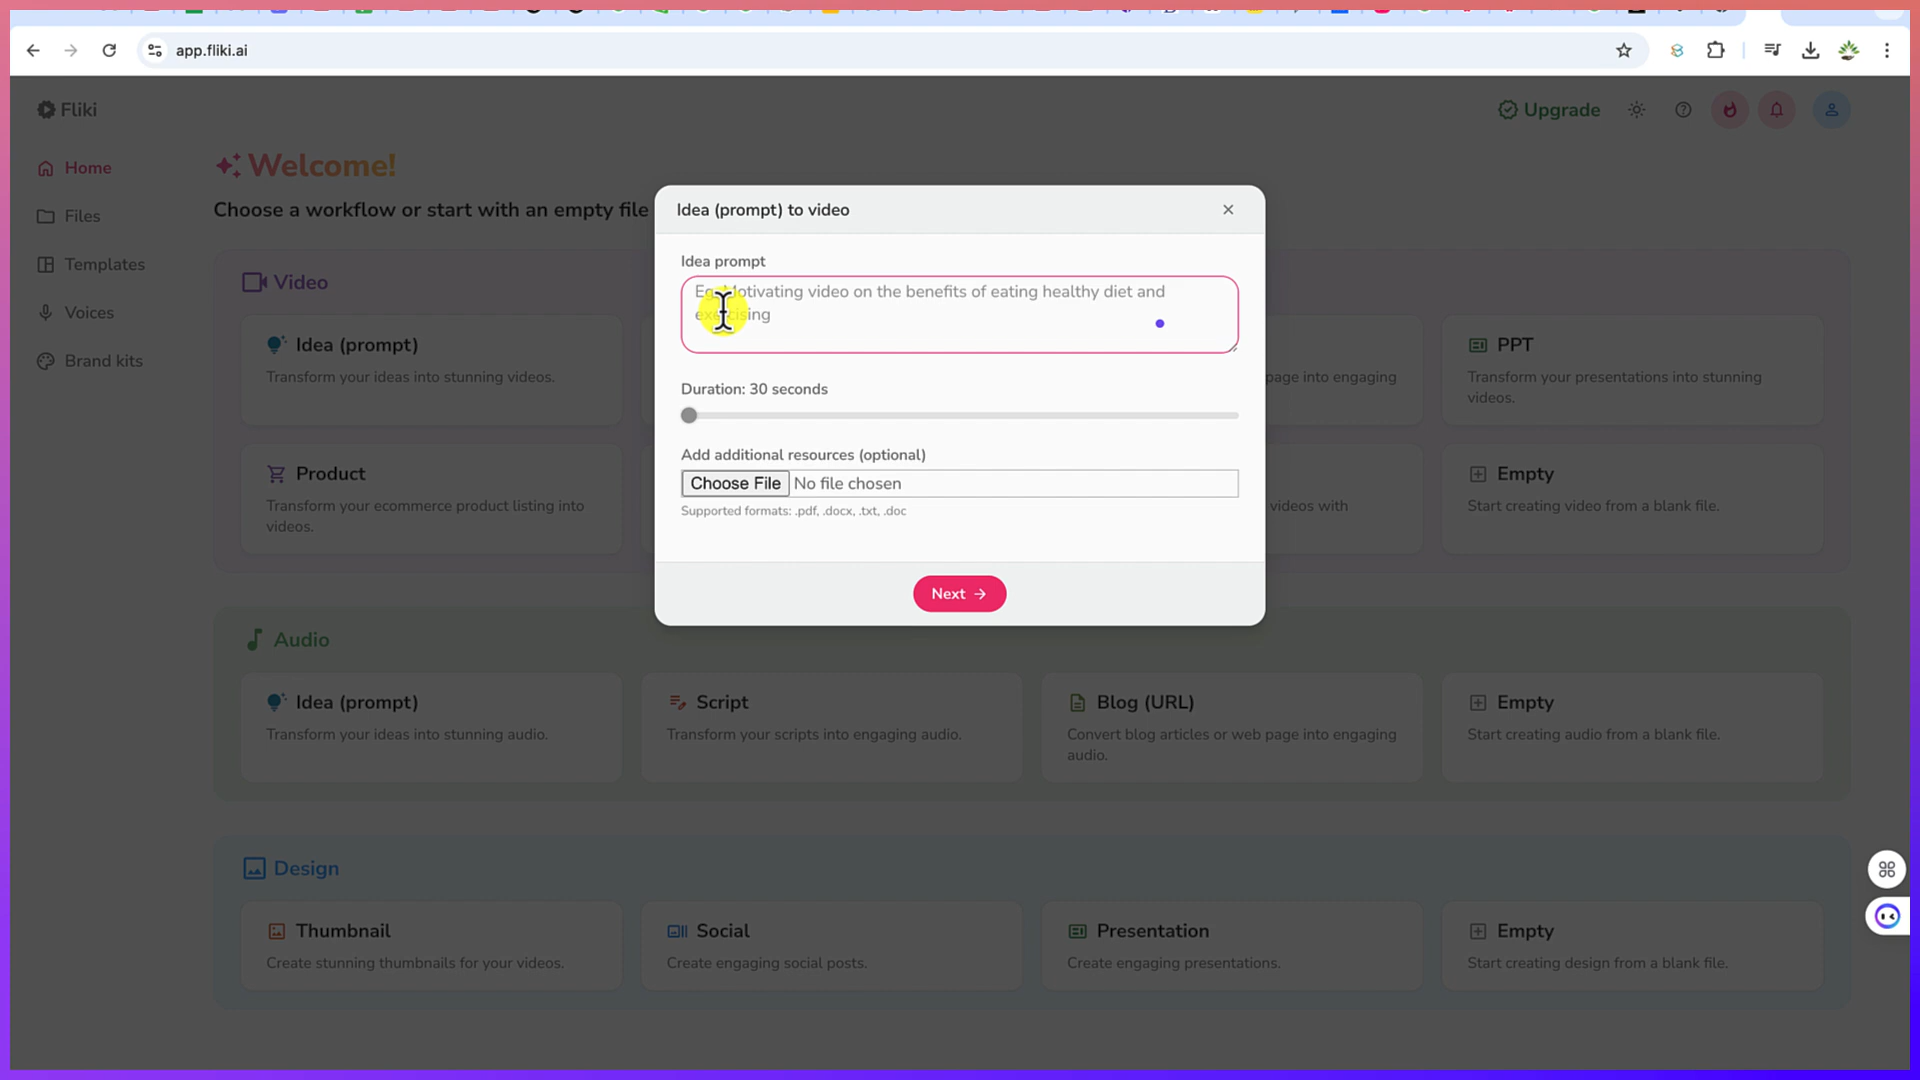 app.fliki.ai
Fliki
Upgrade
Home
Files
Templates
Voices
Brand kits
Welcome!
Choose a workflow or start with an empty file
Video
Idea (prompt)
Transform your ideas into stunning videos.
page into engaging
PPT
Transform your presentations into stunning
videos.
Product
Transform your ecommerce product listing into
videos.
videos with
Empty
Start creating video from a blank file.
Idea (prompt) to video
Idea prompt
Eg. Motivating video on the benefits of eating healthy diet and
exercising
Duration: 30 seconds
Add additional resources (optional)
Choose File No file chosen
Supported formats: .pdf, .docx, .txt, .doc
Next
Audio
Idea (prompt)
Transform your ideas into stunning audio.
Script
Transform your scripts into engaging audio.
Blog (URL)
Convert blog articles or web page into engaging
audio.
Empty
Start creating audio from a blank file.
Design
Thumbnail
Create stunning thumbnails for your videos.
Social
Create engaging social posts.
Presentation
Create engaging presentations.
Empty
Start creating design from a blank file.